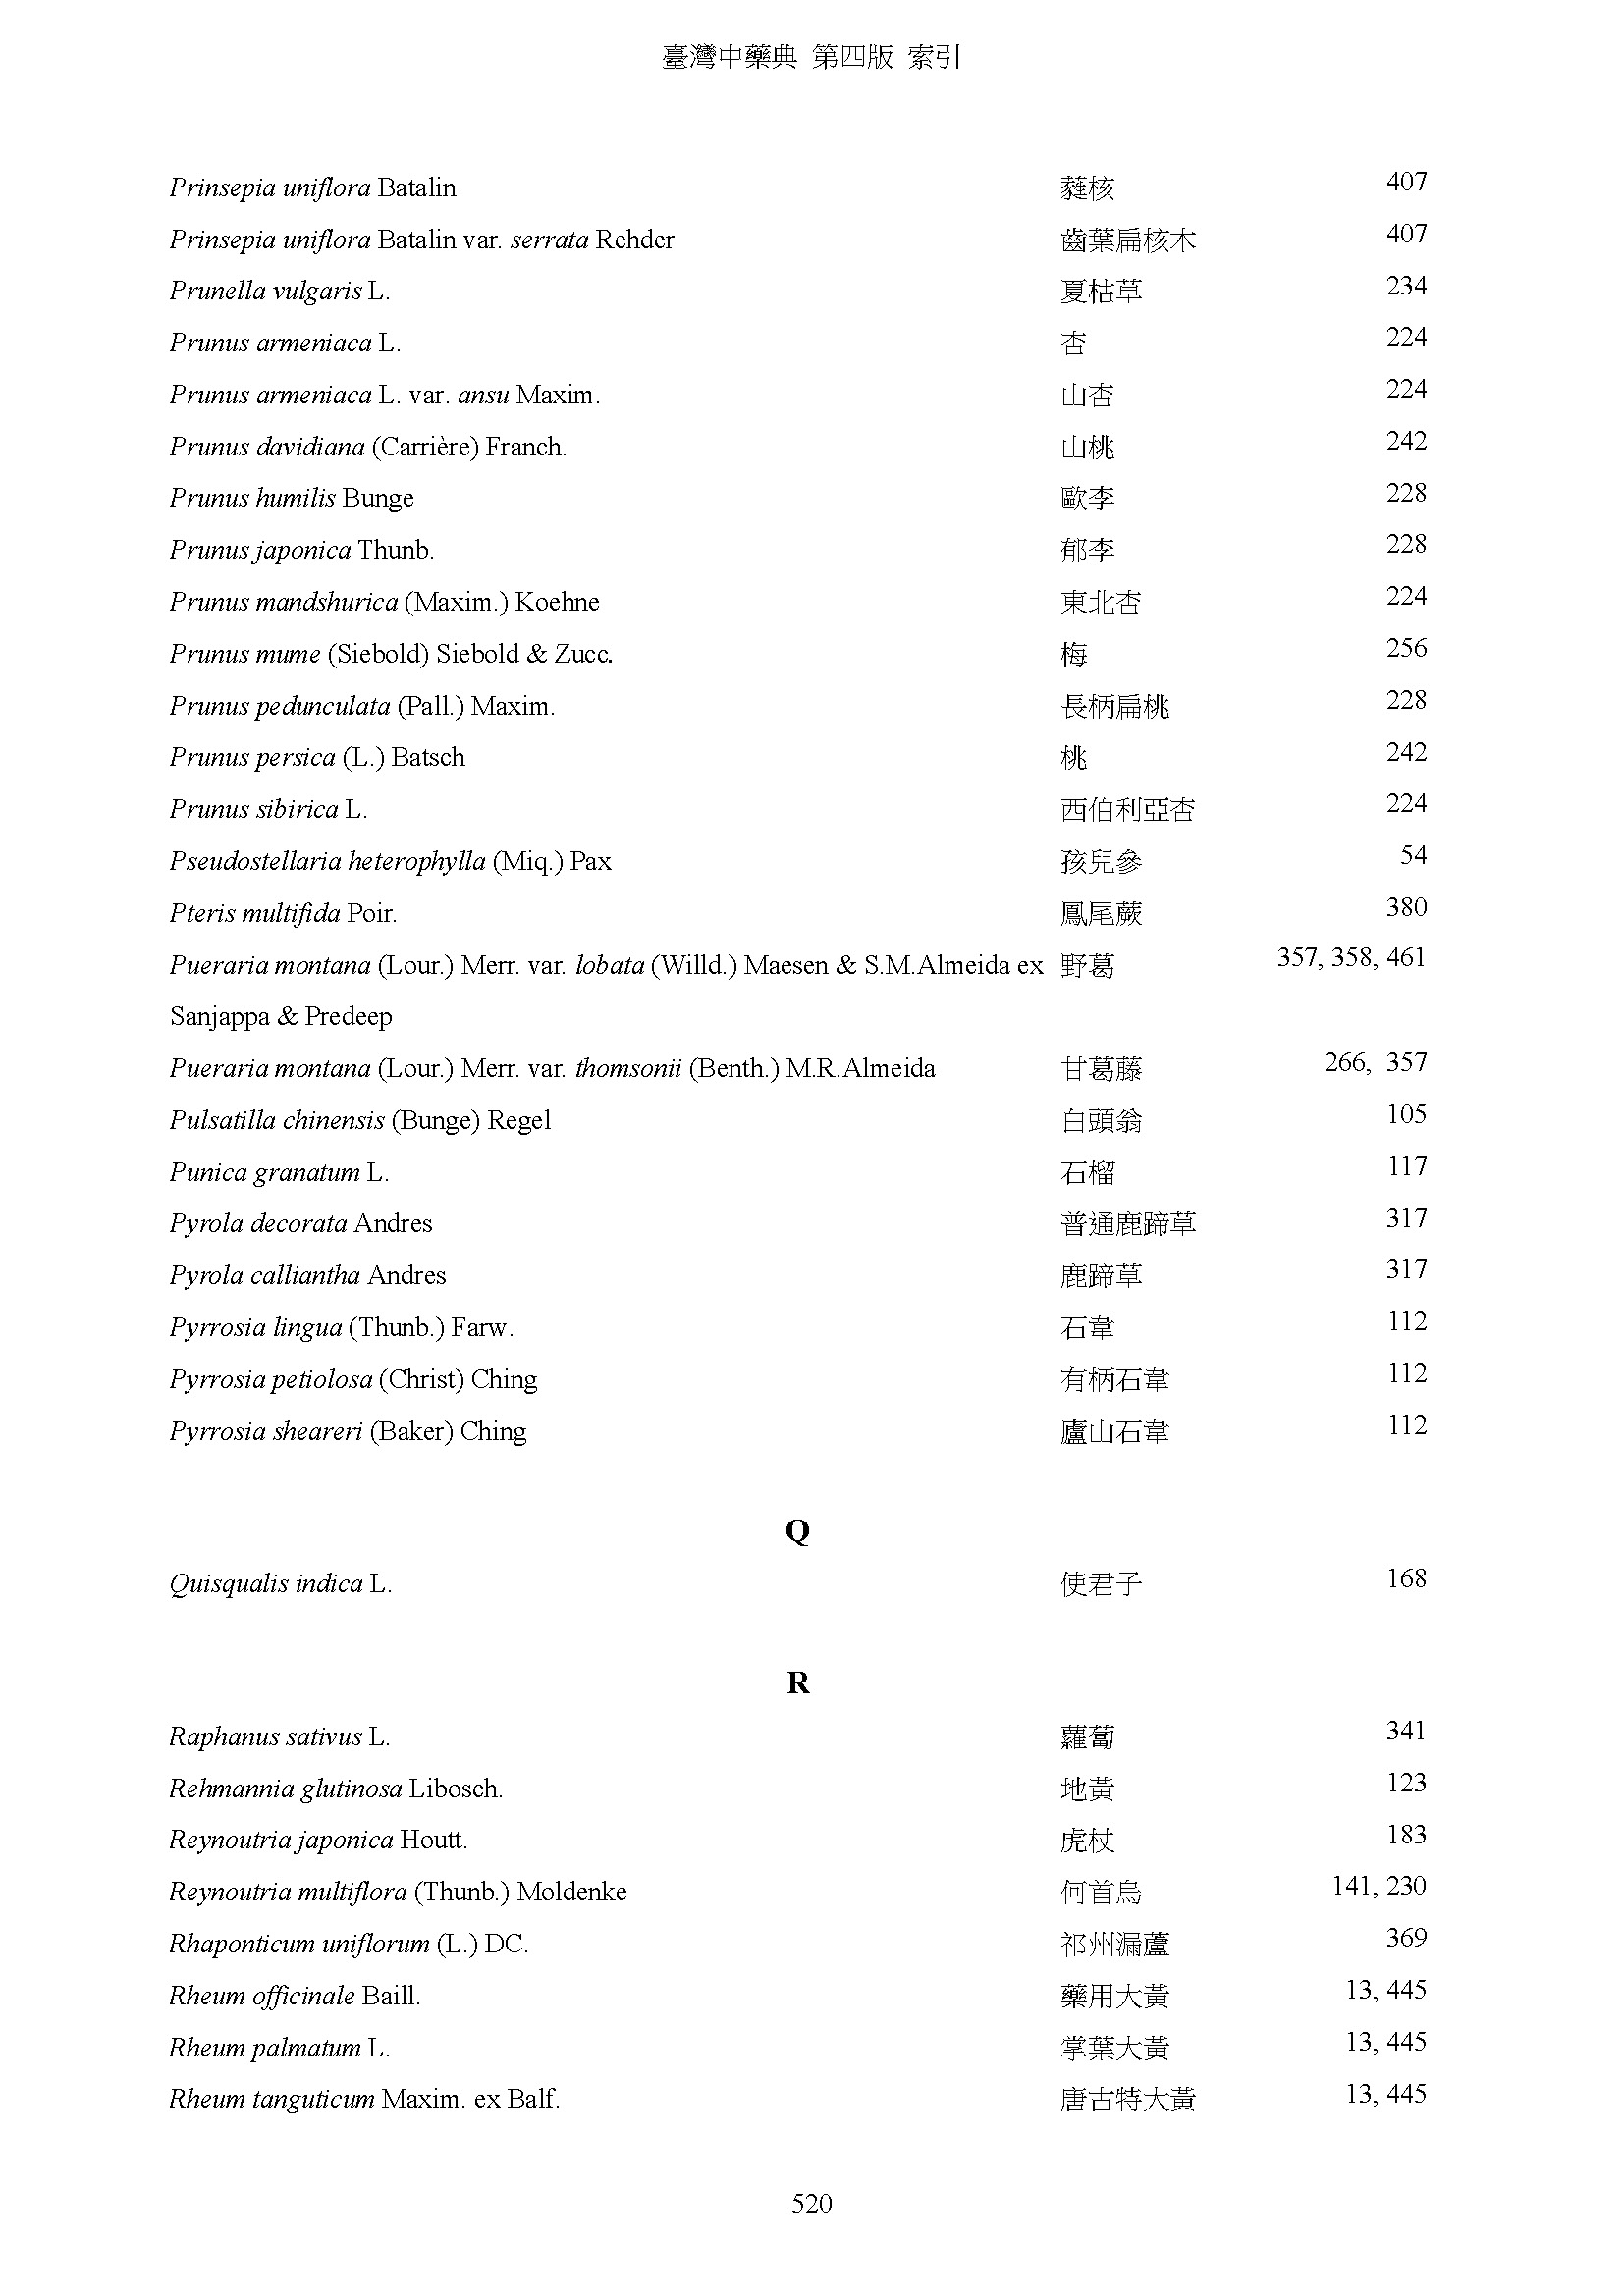 臺灣中藥典 第四版 索引
Prinsepia uniflora Batalin 蕤核 407
Prinsepia uniflora Batalin var. serrata Rehder 齒葉扁核木 407
Prunella vulgaris L. 夏枯草 234
Prunus armeniaca L. 杏 224
Prunus armeniaca L. var. ansu Maxim. 山杏 224
Prunus davidiana (Carrière) Franch. 山桃 242
Prunus humilis Bunge 歐李 228
Prunus japonica Thunb. 郁李 228
Prunus mandshurica (Maxim.) Koehne 東北杏 224
Prunus mume (Siebold) Siebold & Zucc. 梅 256
Prunus pedunculata (Pall.) Maxim. 長柄扁桃 228
Prunus persica (L.) Batsch 桃 242
Prunus sibirica L. 西伯利亞杏 224
Pseudostellaria heterophylla (Miq.) Pax 孩兒參 54
Pteris multifida Poir. 鳳尾蕨 380
Pueraria montana (Lour.) Merr. var. lobata (Willd.) Maesen & S.M.Almeida ex 野葛 357, 358, 461
Sanjappa & Predeep
Pueraria montana (Lour.) Merr. var. thomsonii (Benth.) M.R.Almeida 甘葛藤 266, 357
Pulsatilla chinensis (Bunge) Regel 白頭翁 105
Punica granatum L. 石榴 117
Pyrola decorata Andres 普通鹿蹄草 317
Pyrola calliantha Andres 鹿蹄草 317
Pyrrosia lingua (Thunb.) Farw. 石韋 112
Pyrrosia petiolosa (Christ) Ching 有柄石韋 112
Pyrrosia sheareri (Baker) Ching 廬山石韋 112
Q
Quisqualis indica L. 使君子 168
R
Raphanus sativus L. 蘿蔔 341
Rehmannia glutinosa Libosch. 地黃 123
Reynoutria japonica Houtt. 虎杖 183
Reynoutria multiflora (Thunb.) Moldenke 何首烏 141, 230
Rhaponticum uniflorum (L.) DC. 祁州漏蘆 369
Rheum officinale Baill. 藥用大黃 13, 445
Rheum palmatum L. 掌葉大黃 13, 445
Rheum tanguticum Maxim. ex Balf. 唐古特大黃 13, 445
520